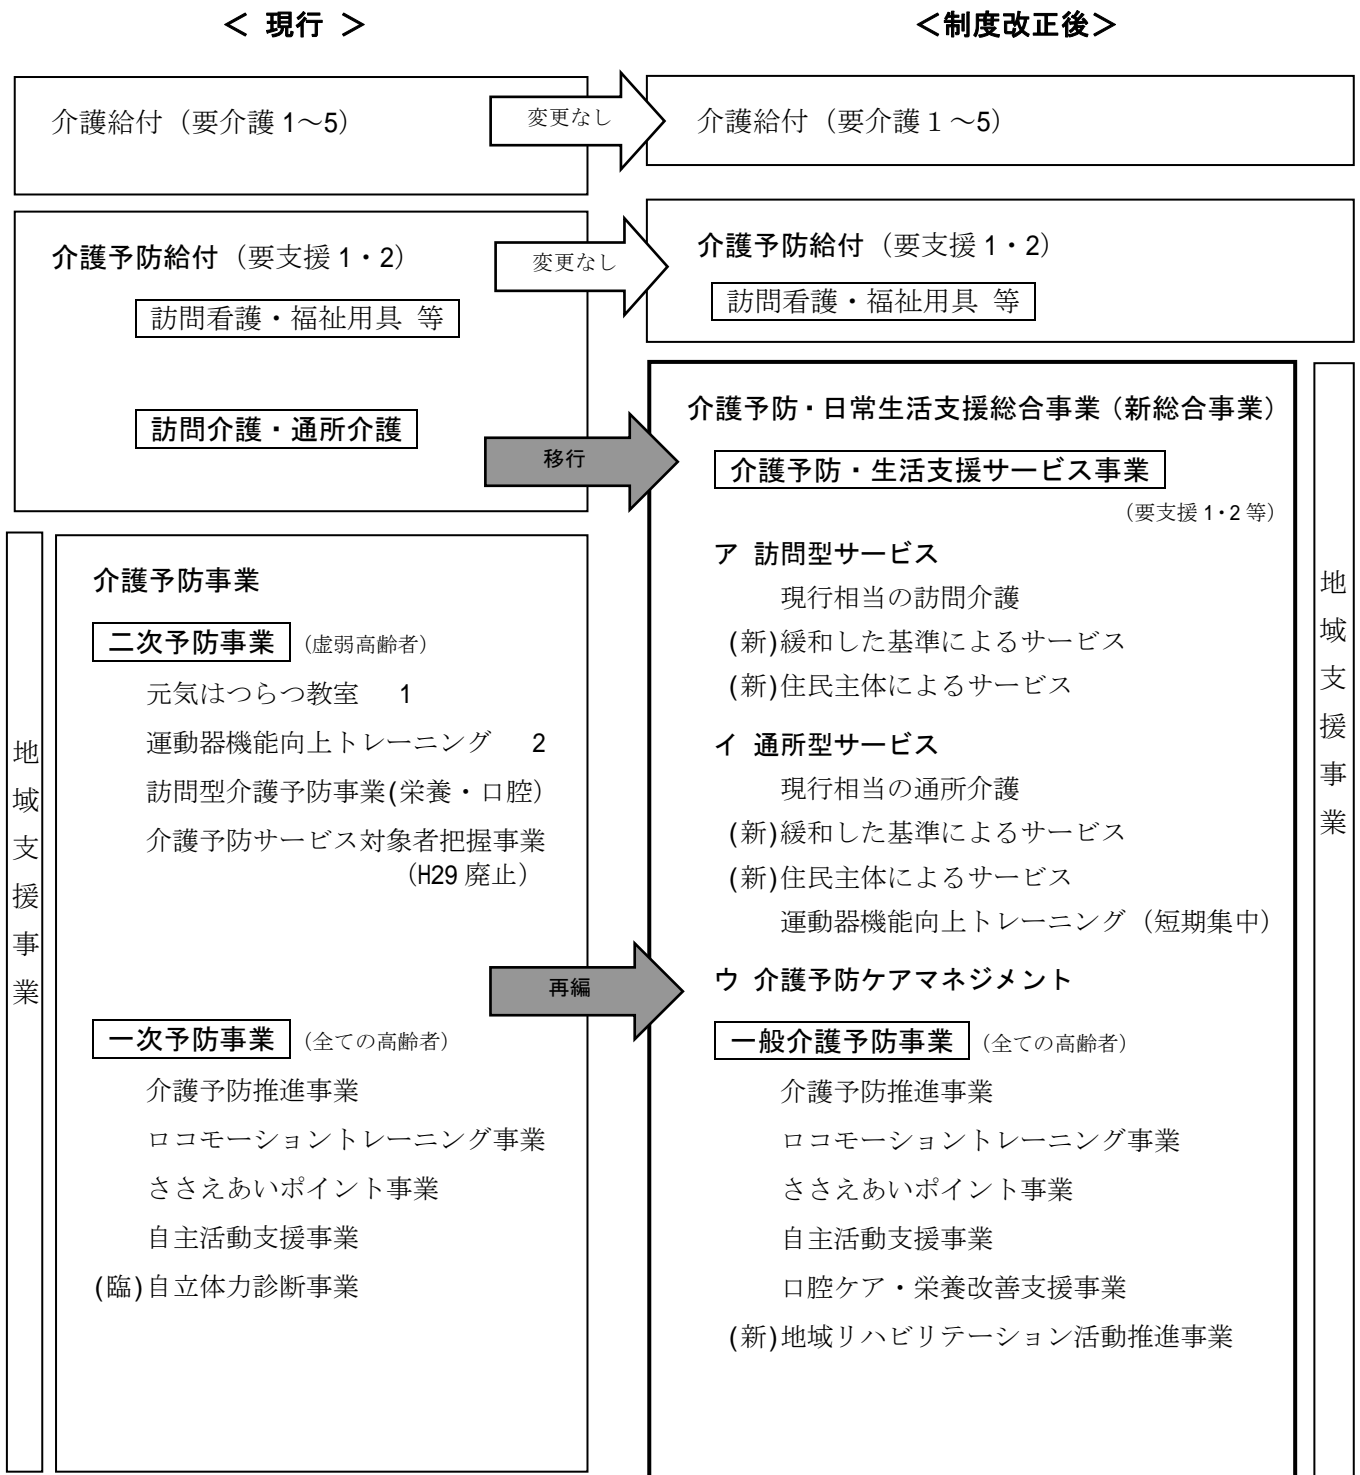 ＜ 現行 ＞
＜制度改正後＞
介護給付（要介護 1～5）
変更なし
介護給付（要介護１～5）
介護予防給付（要支援 1・2）
変更なし
介護予防給付（要支援 1・2）
訪問看護・福祉用具 等
訪問看護・福祉用具 等
訪問介護・通所介護
移行
介護予防・日常生活支援総合事業（新総合事業）
介護予防・生活支援サービス事業
（要支援 1・2 等）
地域支援事業
介護予防事業
二次予防事業 （虚弱高齢者）
元気はつらつ教室 1
運動器機能向上トレーニング 2
訪問型介護予防事業(栄養・口腔）
介護予防サービス対象者把握事業
（H29 廃止）
再編
一次予防事業 （全ての高齢者）
介護予防推進事業
ロコモーショントレーニング事業
ささえあいポイント事業
自主活動支援事業
(臨)自立体力診断事業
ア 訪問型サービス
現行相当の訪問介護
(新)緩和した基準によるサービス
(新)住民主体によるサービス
イ 通所型サービス
現行相当の通所介護
(新)緩和した基準によるサービス
(新)住民主体によるサービス
運動器機能向上トレーニング（短期集中）
ウ 介護予防ケアマネジメント
一般介護予防事業 （全ての高齢者）
介護予防推進事業
ロコモーショントレーニング事業
ささえあいポイント事業
自主活動支援事業
口腔ケア・栄養改善支援事業
(新)地域リハビリテーション活動推進事業
地域支援事業